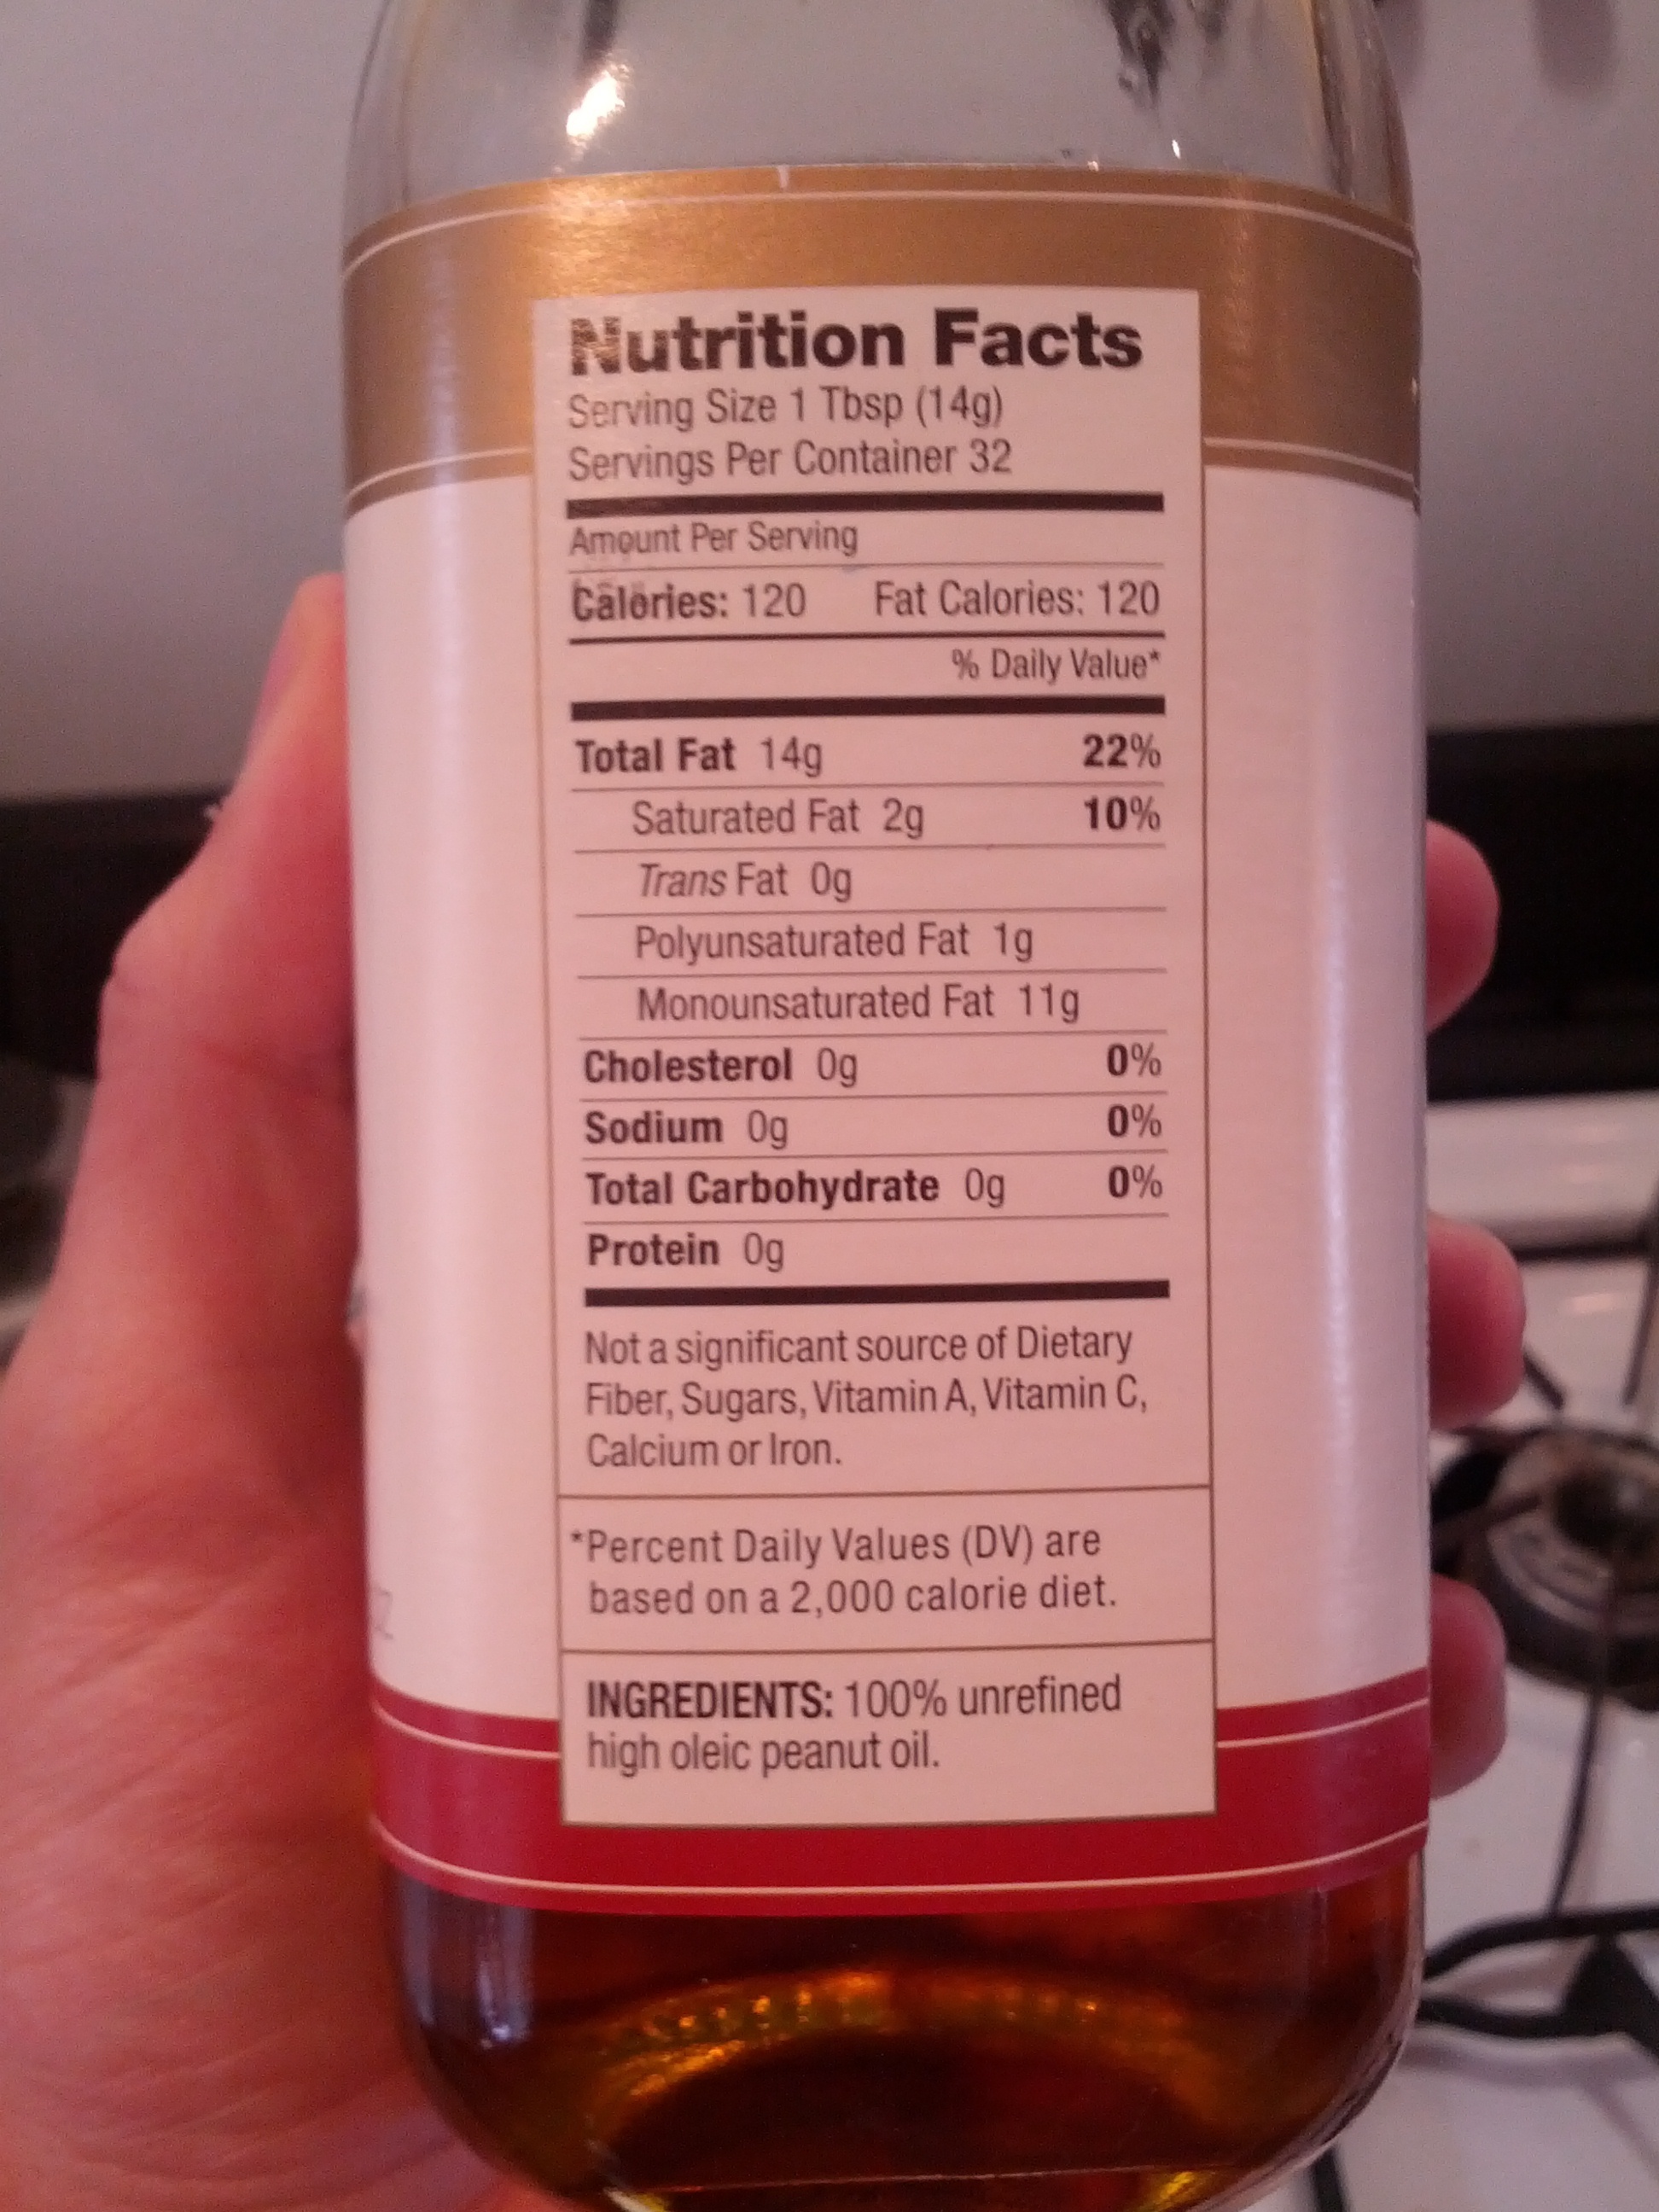 Nutrition Facts
Serving Size 1 Tbsp (14g)
Servings Per Container 32
Amount Per Serving
Calories: 120 Fat Calories: 120
% Daily Value*
Total Fat 14g 22%
Saturated Fat 2g 10%
Trans Fat 0g
Polyunsaturated Fat 1g
Monounsaturated Fat 11g
Cholesterol 0g 0%
Sodium 0g 0%
Total Carbohydrate 0g 0%
Protein 0g
Not a significant source of Dietary
Fiber, Sugars, Vitamin A, Vitamin C,
Calcium or Iron.
*Percent Daily Values (DV) are
based on a 2,000 calorie diet.
INGREDIENTS: 100% unrefined
high oleic peanut oil.